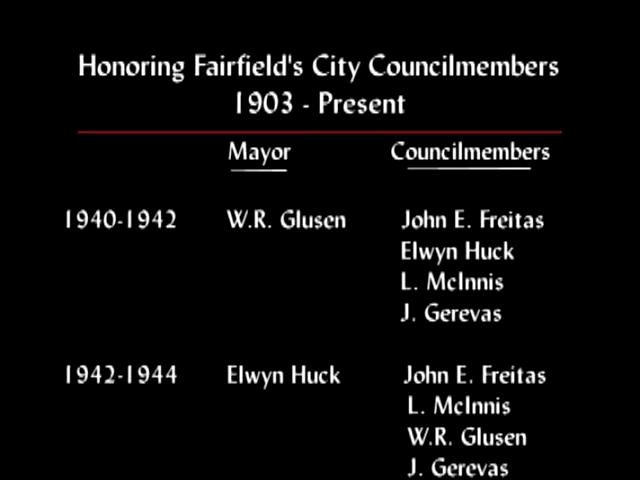 Honoring Fairfield's City Councilmembers
1903 - Present
Mayor Councilmembers
1940-1942 W.R. Glusen John E. Freitas
Elwyn Huck
L. McInnis
J. Gerevas
1942-1944 Elwyn Huck John E. Freitas
L. McInnis
W.R. Glusen
J. Gerevas